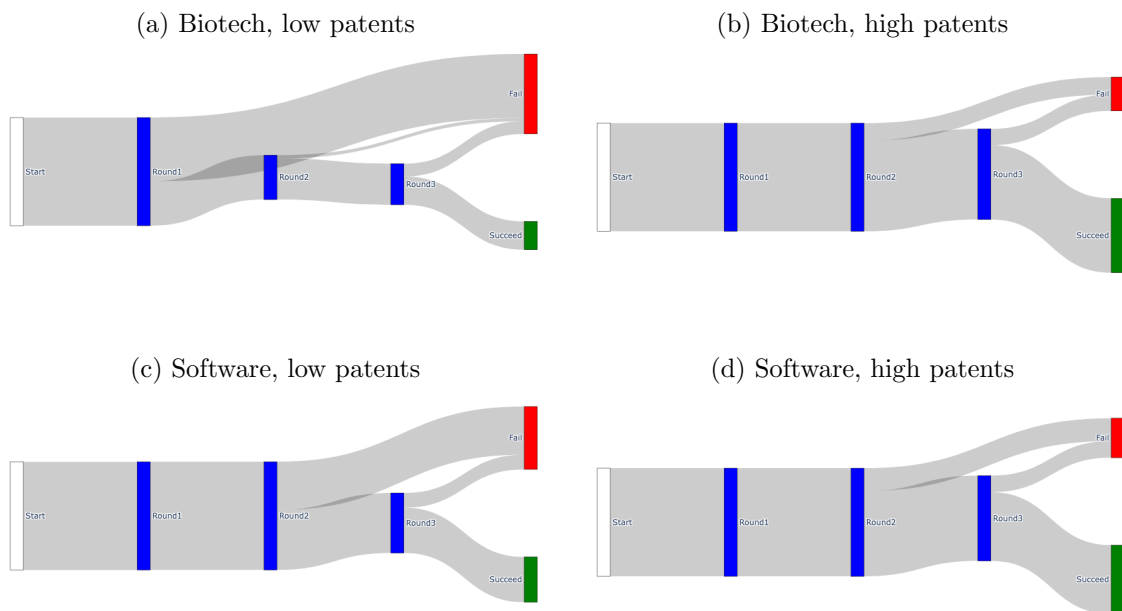 (a) Biotech, low patents
Start
Round1
Round2
Round3
Fail
Succeed
(b) Biotech, high patents
Start
Round1
Round2
Round3
Fail
Succeed
(c) Software, low patents
Start
Round1
Round2
Round3
Fail
Succeed
(d) Software, high patents
Start
Round1
Round2
Round3
Fail
Succeed